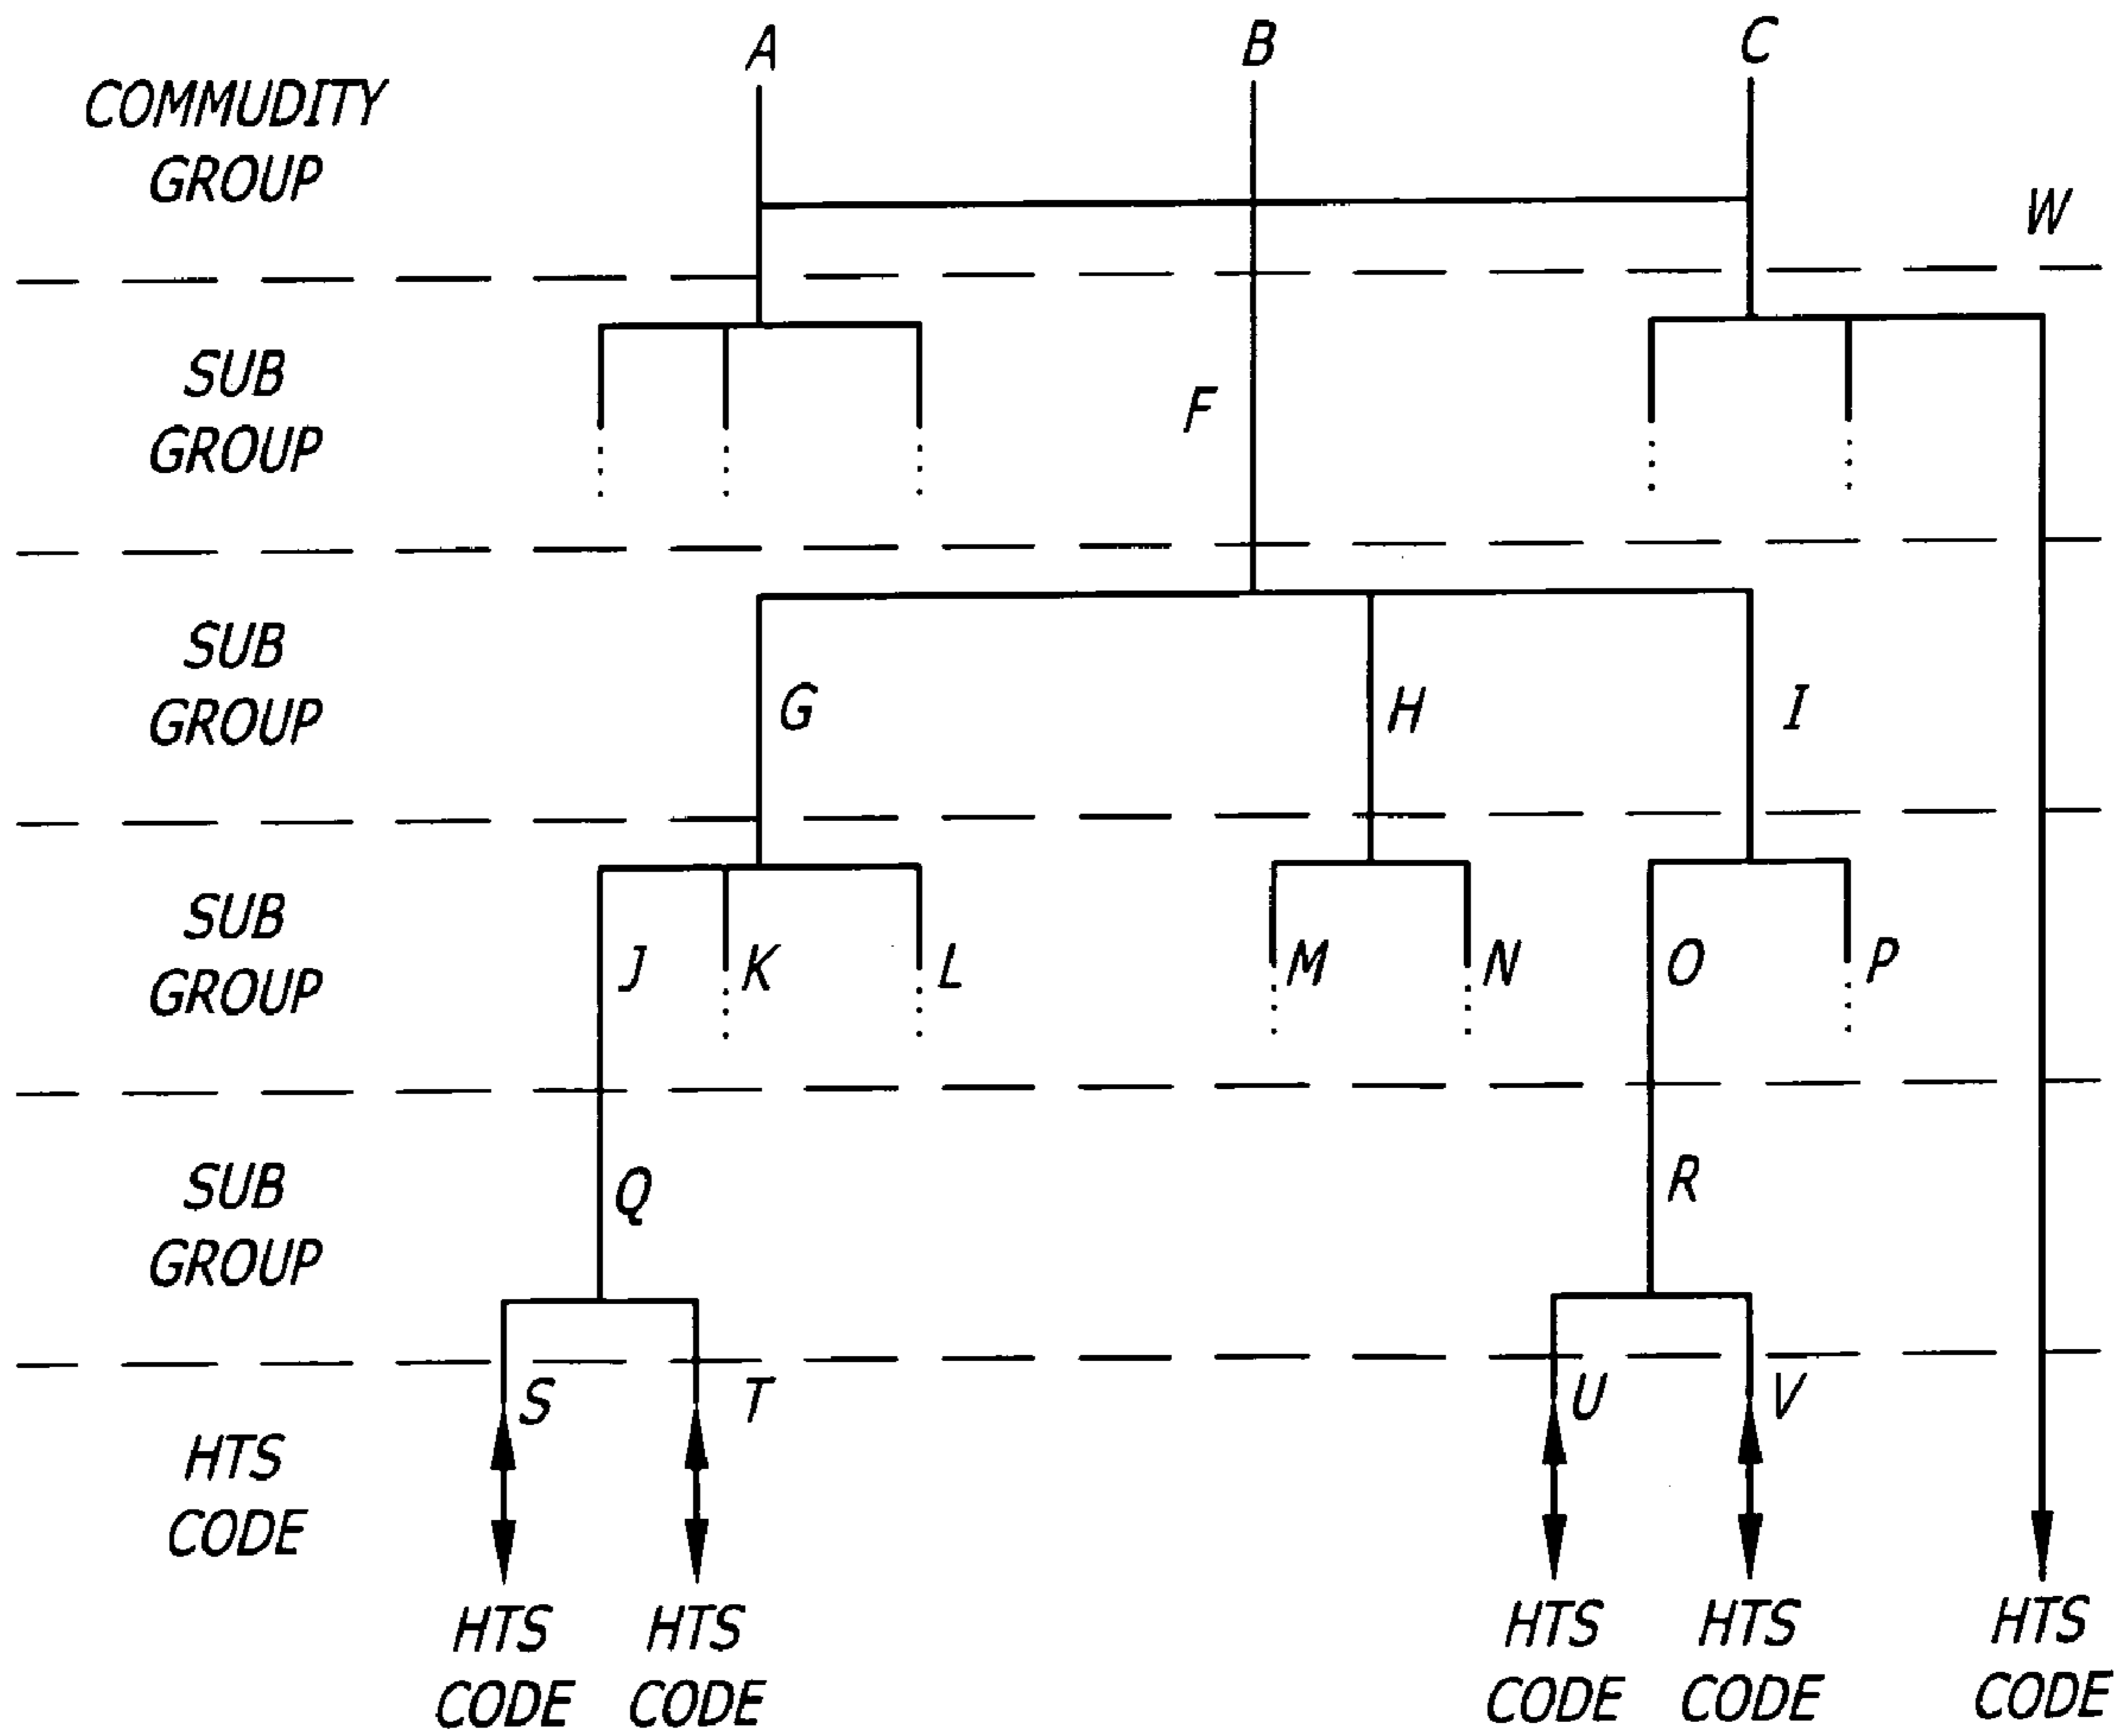 A B C
COMMUDITY
GROUP
W
SUB
GROUP
F
SUB
GROUP
G H I
SUB
GROUP
J K L M N O P
SUB
GROUP
Q R
S T U V
HTS
CODE
HTS HTS HTS HTS HTS
CODE CODE CODE CODE CODE